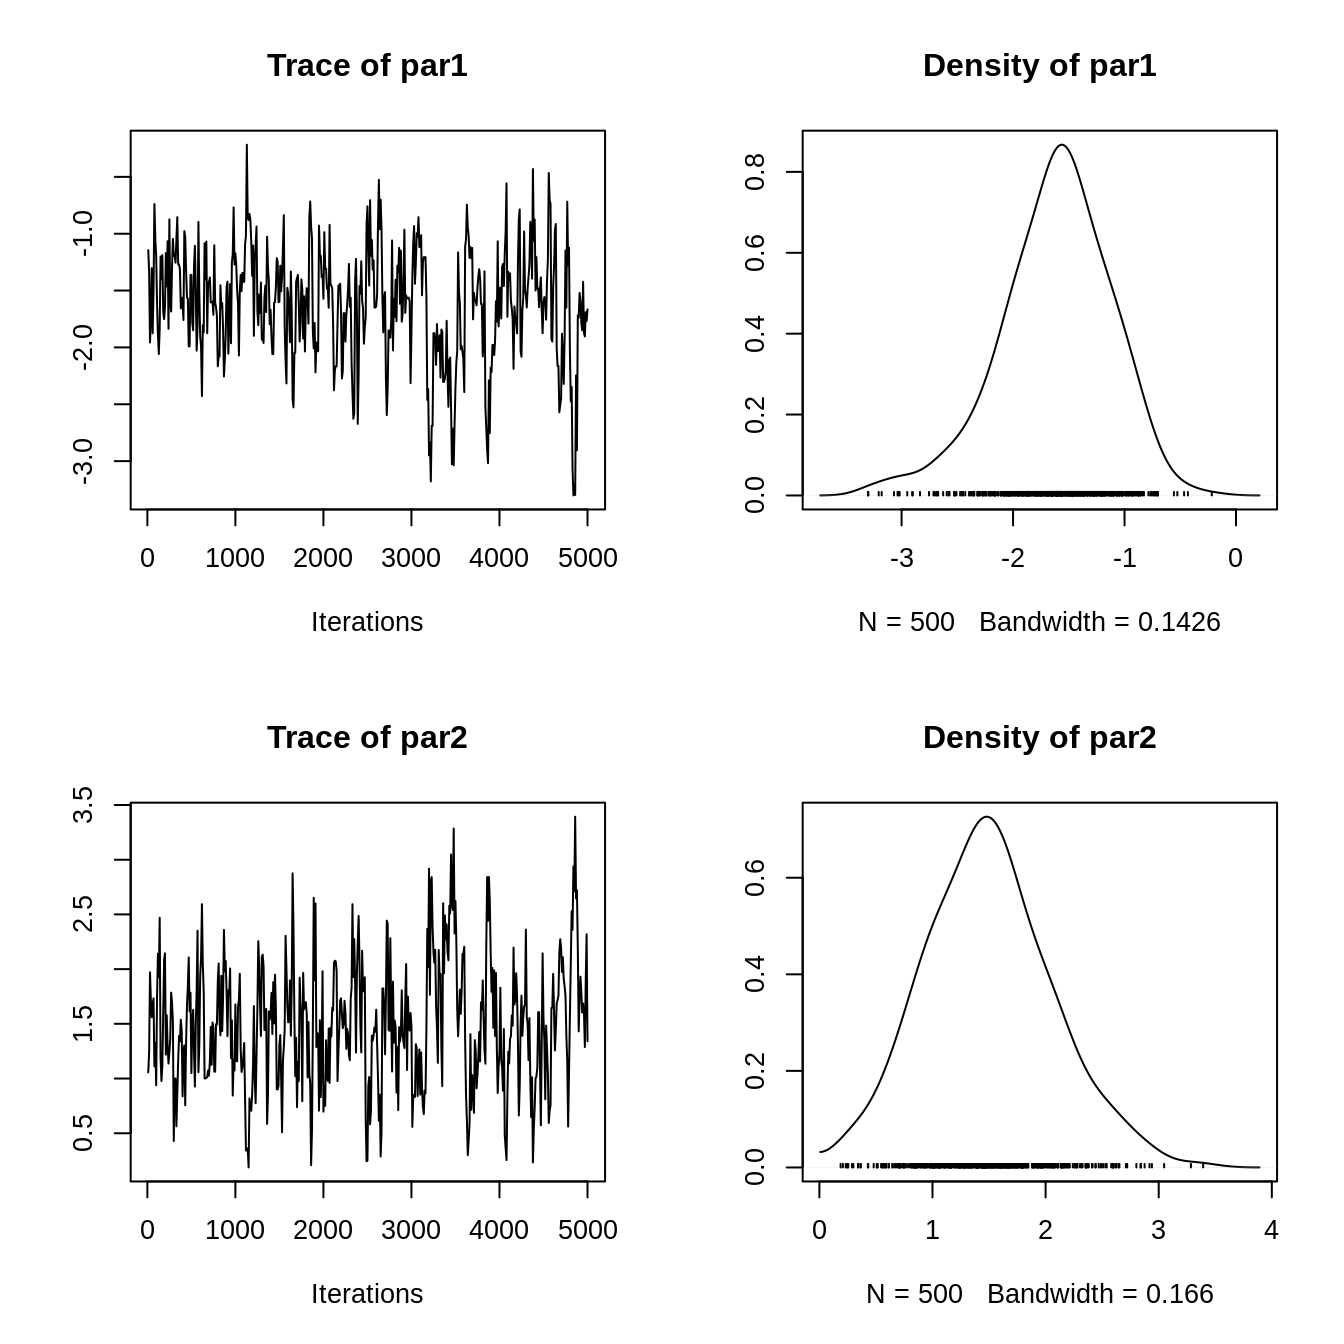 Trace of par1
-1.0
-2.0
-3.0
0 1000 2000 3000 4000 5000
Iterations
Density of par1
0.8
0.6
0.4
0.2
0.0
-3 -2 -1 0
N = 500 Bandwidth = 0.1426
Trace of par2
3.5
2.5
1.5
0.5
0 1000 2000 3000 4000 5000
Iterations
Density of par2
0.6
0.4
0.2
0.0
0 1 2 3 4
N = 500 Bandwidth = 0.166